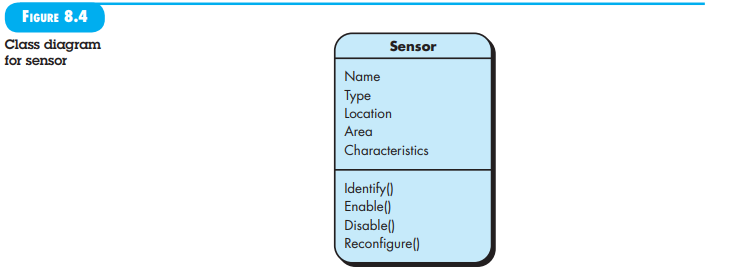 FIGURE 8.4
Class diagram
for sensor
Sensor
Name
Type
Location
Area
Characteristics
Identify()
Enable()
Disable()
Reconfigure()